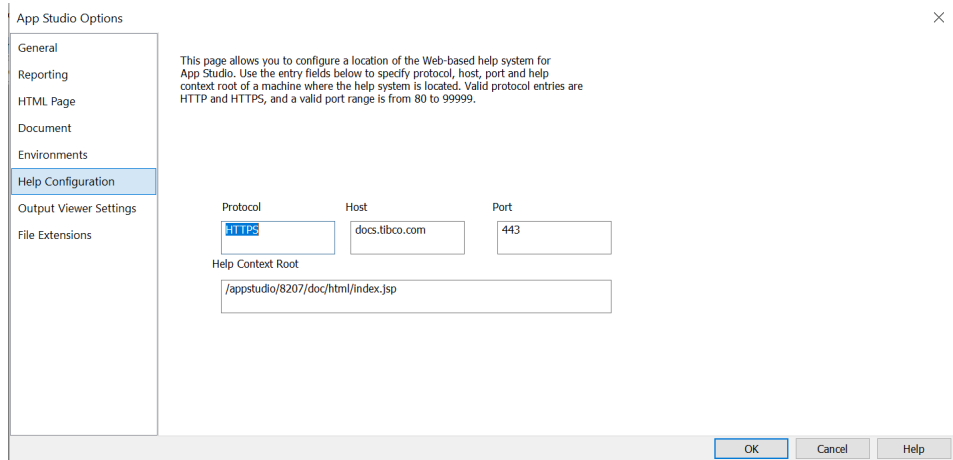 App Studio Options
General
Reporting
HTML Page
Document
Environments
Help Configuration
Output Viewer Settings
File Extensions
This page allows you to configure a location of the Web-based help system for
App Studio. Use the entry fields below to specify protocol, host, port and help
context root of a machine where the help system is located. Valid protocol entries are
HTTP and HTTPS, and a valid port range is from 80 to 99999.
Protocol Host Port
HTTPS docs.tibco.com 443
Help Context Root
/appstudio/8207/doc/html/index.jsp
OK Cancel Help